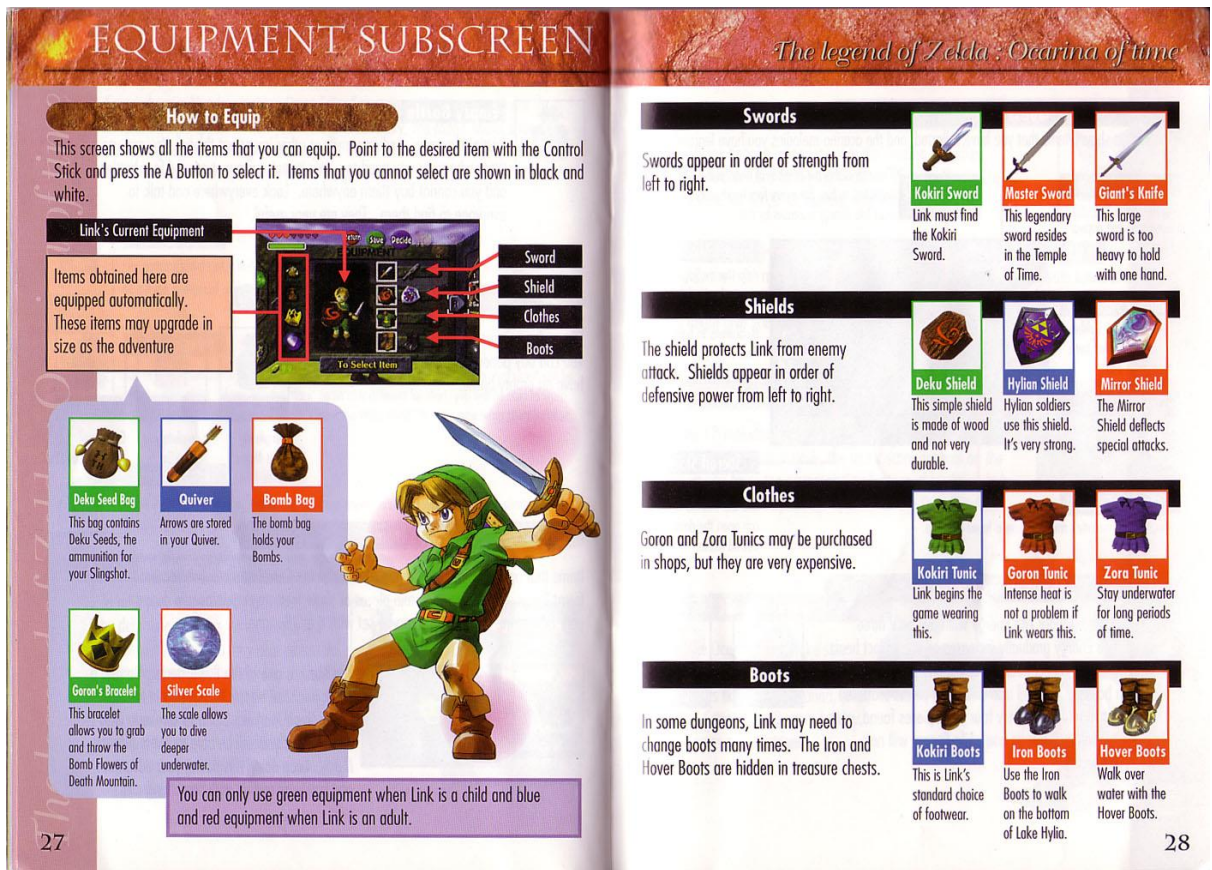 EQUIPMENT SUBSCREEN
How to Equip
This screen shows all the items that you can equip. Point to the desired item with the Control
Stick and press the A Button to select it. Items that you cannot select are shown in black and
white.
Link's Current Equipment
Items obtained here are
equipped automatically.
These items may upgrade in
size as the adventure
Return
Save
Decide
EQUIPMENT
To Select Item
Sword
Shield
Clothes
Boots
Deku Seed Bag
This bag contains
Deku Seeds, the
ammunition for
your Slingshot.
Quiver
Arrows are stored
in your Quiver.
Bomb Bag
The bomb bag
holds your
Bombs.
Goron's Bracelet
This bracelet
allows you to grab
and throw the
Bomb Flowers of
Death Mountain.
Silver Scale
The scale allows
you to dive
deeper
underwater.
You can only use green equipment when Link is a child and blue
and red equipment when Link is an adult.
27
The legend of Zelda : Ocarina of time
Swords
Swords appear in order of strength from
left to right.
Kokiri Sword
Link must find
the Kokiri
Sword.
Master Sword
This legendary
sword resides
in the Temple
of Time.
Giant's Knife
This large
sword is too
heavy to hold
with one hand.
Shields
The shield protects Link from enemy
attack. Shields appear in order of
defensive power from left to right.
Deku Shield
This simple shield
is made of wood
and not very
durable.
Hylian Shield
Hylian soldiers
use this shield.
It's very strong.
Mirror Shield
The Mirror
Shield deflects
special attacks.
Clothes
Goron and Zora Tunics may be purchased
in shops, but they are very expensive.
Kokiri Tunic
Link begins the
game wearing
this.
Goron Tunic
Intense heat is
not a problem if
Link wears this.
Zora Tunic
Stay underwater
for long periods
of time.
Boots
In some dungeons, Link may need to
change boots many times. The Iron and
Hover Boots are hidden in treasure chests.
Kokiri Boots
This is Link's
standard choice
of footwear.
Iron Boots
Use the Iron
Boots to walk
on the bottom
of Lake Hylia.
Hover Boots
Walk over
water with the
Hover Boots.
28